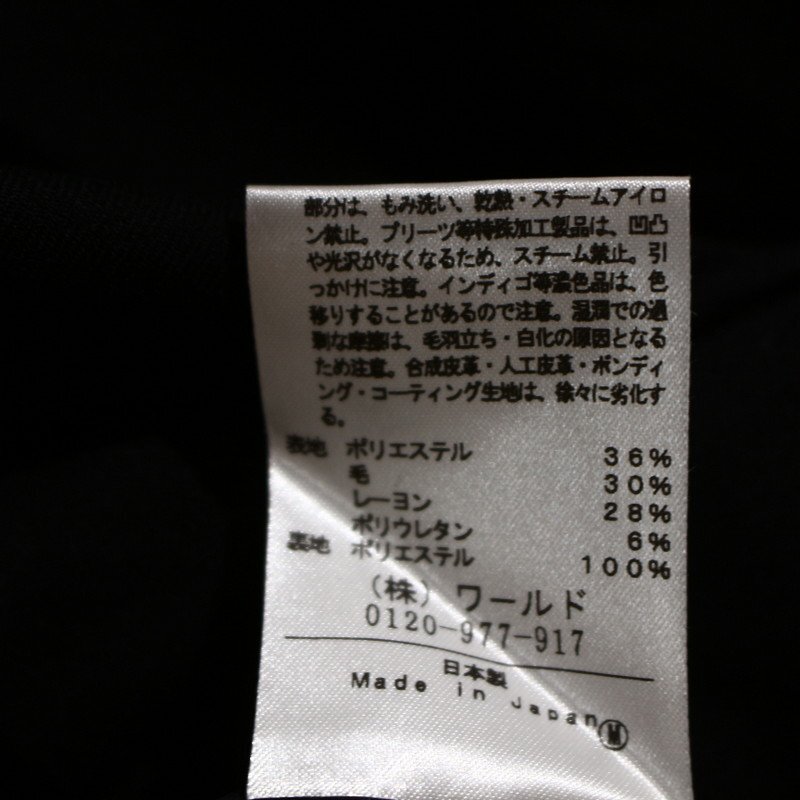 部分は、もみ洗い、乾熱・スチームアイロ
ン禁止。プリーツ等特殊加工製品は、凹凸
や光沢がなくなるため、スチーム禁止。引
っかけに注意。インディゴ等濃色品は、色
移りすることがあるので注意。湿潤での過
剰な摩擦は、毛羽立ち・白化の原因となる
ため注意。合成皮革・人工皮革・ボンディ
ング・コーティング生地は、徐々に劣化す
る。
表地 ポリエステル 36%
毛 30%
レーヨン 28%
ポリウレタン 6%
裏地 ポリエステル 100%
(株)ワールド
0120-977-917
日本製
Made in Japan Ⓜ